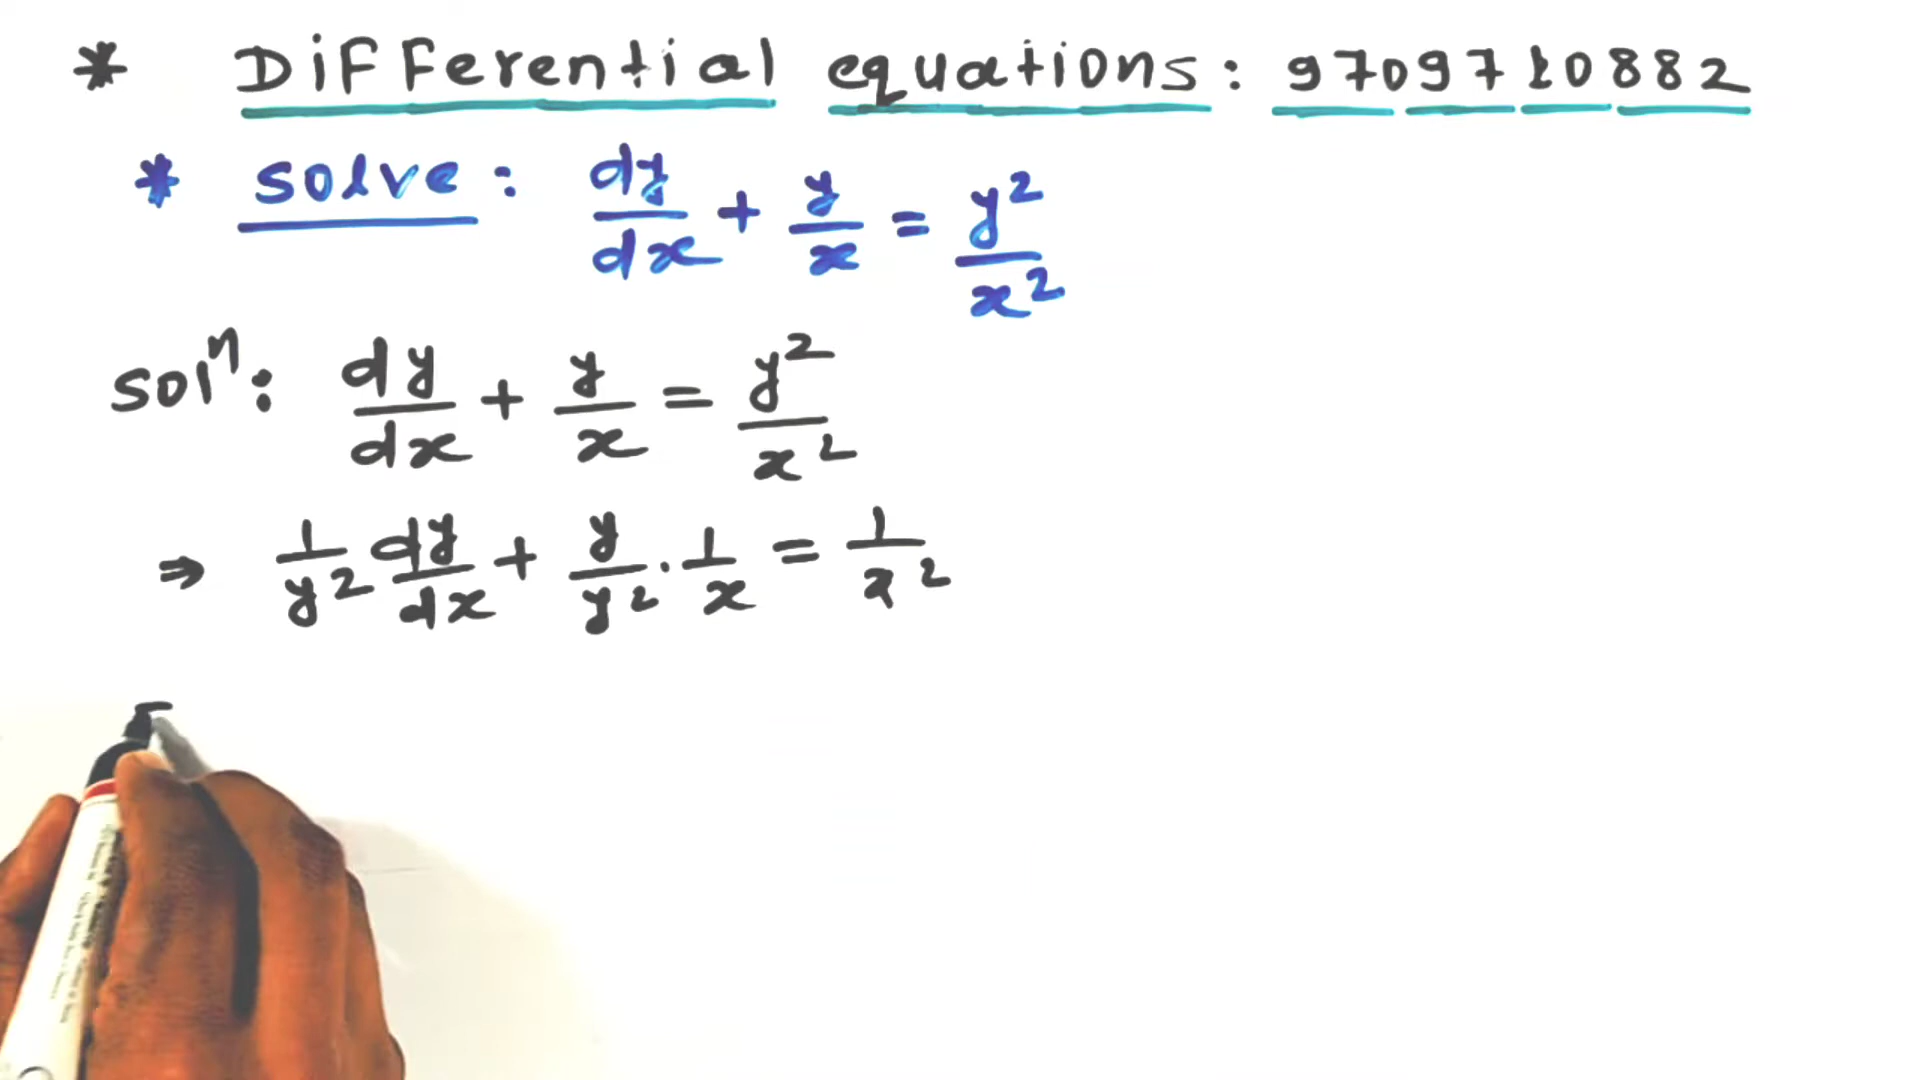 * Differential equations: 9709710882
* solve: dy/dx + y/x = y²/x²
solⁿ: dy/dx + y/x = y²/x²
⇒ 1/y² dy/dx + y/y² . 1/x = 1/x²